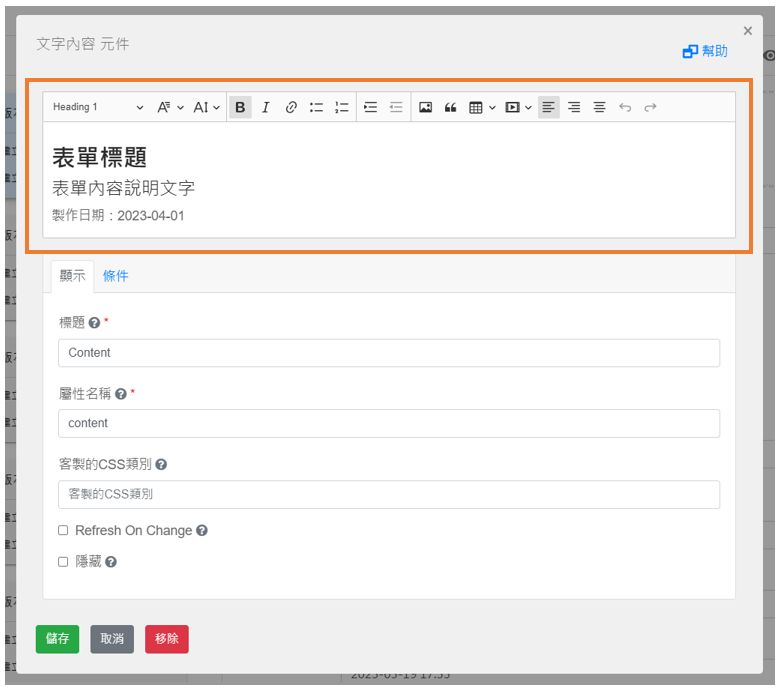 文字內容 元件
×
幫助
Heading 1
表單標題
表單內容說明文字
製作日期：2023-04-01
顯示 條件
標題 *
Content
屬性名稱 *
content
客製的CSS類別
客製的CSS類別
Refresh On Change
隱藏
儲存 取消 移除